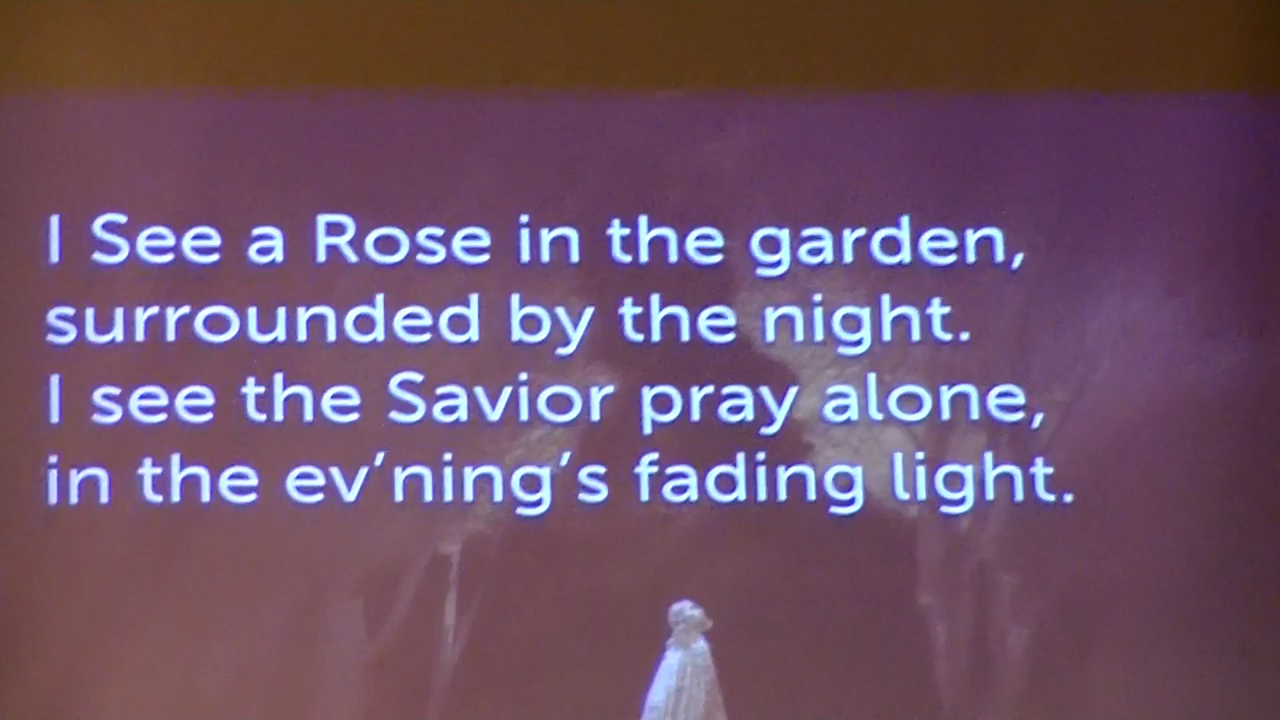 I See a Rose in the garden,
surrounded by the night.
I see the Savior pray alone,
in the ev’ning’s fading light.